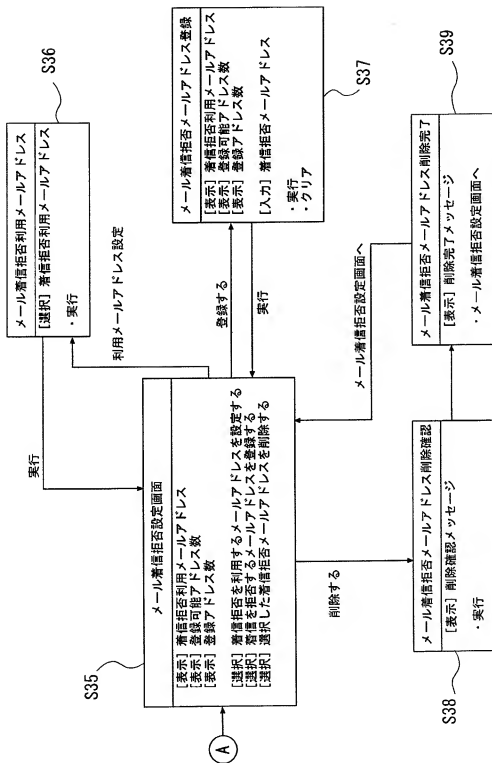 A
S35
メール着信拒否設定画面
[表示] 着信拒否利用メールアドレス
[表示] 登録可能アドレス数
[表示] 登録アドレス数
[選択] 着信拒否を利用するメールアドレスを設定する
[選択] 着信を拒否するメールアドレスを登録する
[選択] 選択した着信拒否メールアドレスを削除する
実行
利用メールアドレス設定
S36
メール着信拒否利用メールアドレス
[選択] 着信拒否利用メールアドレス
・実行
登録する
実行
S37
メール着信拒否メールアドレス登録
[表示] 着信拒否利用メールアドレス
[表示] 登録可能アドレス数
[表示] 登録アドレス数
[入力] 着信拒否メールアドレス
・実行
・クリア
削除する
S38
メール着信拒否メールアドレス削除確認
[表示] 削除確認メッセージ
・実行
S39
メール着信拒否メールアドレス削除完了
[表示] 削除完了メッセージ
・メール着信拒否設定画面へ
メール着信拒否設定画面へ